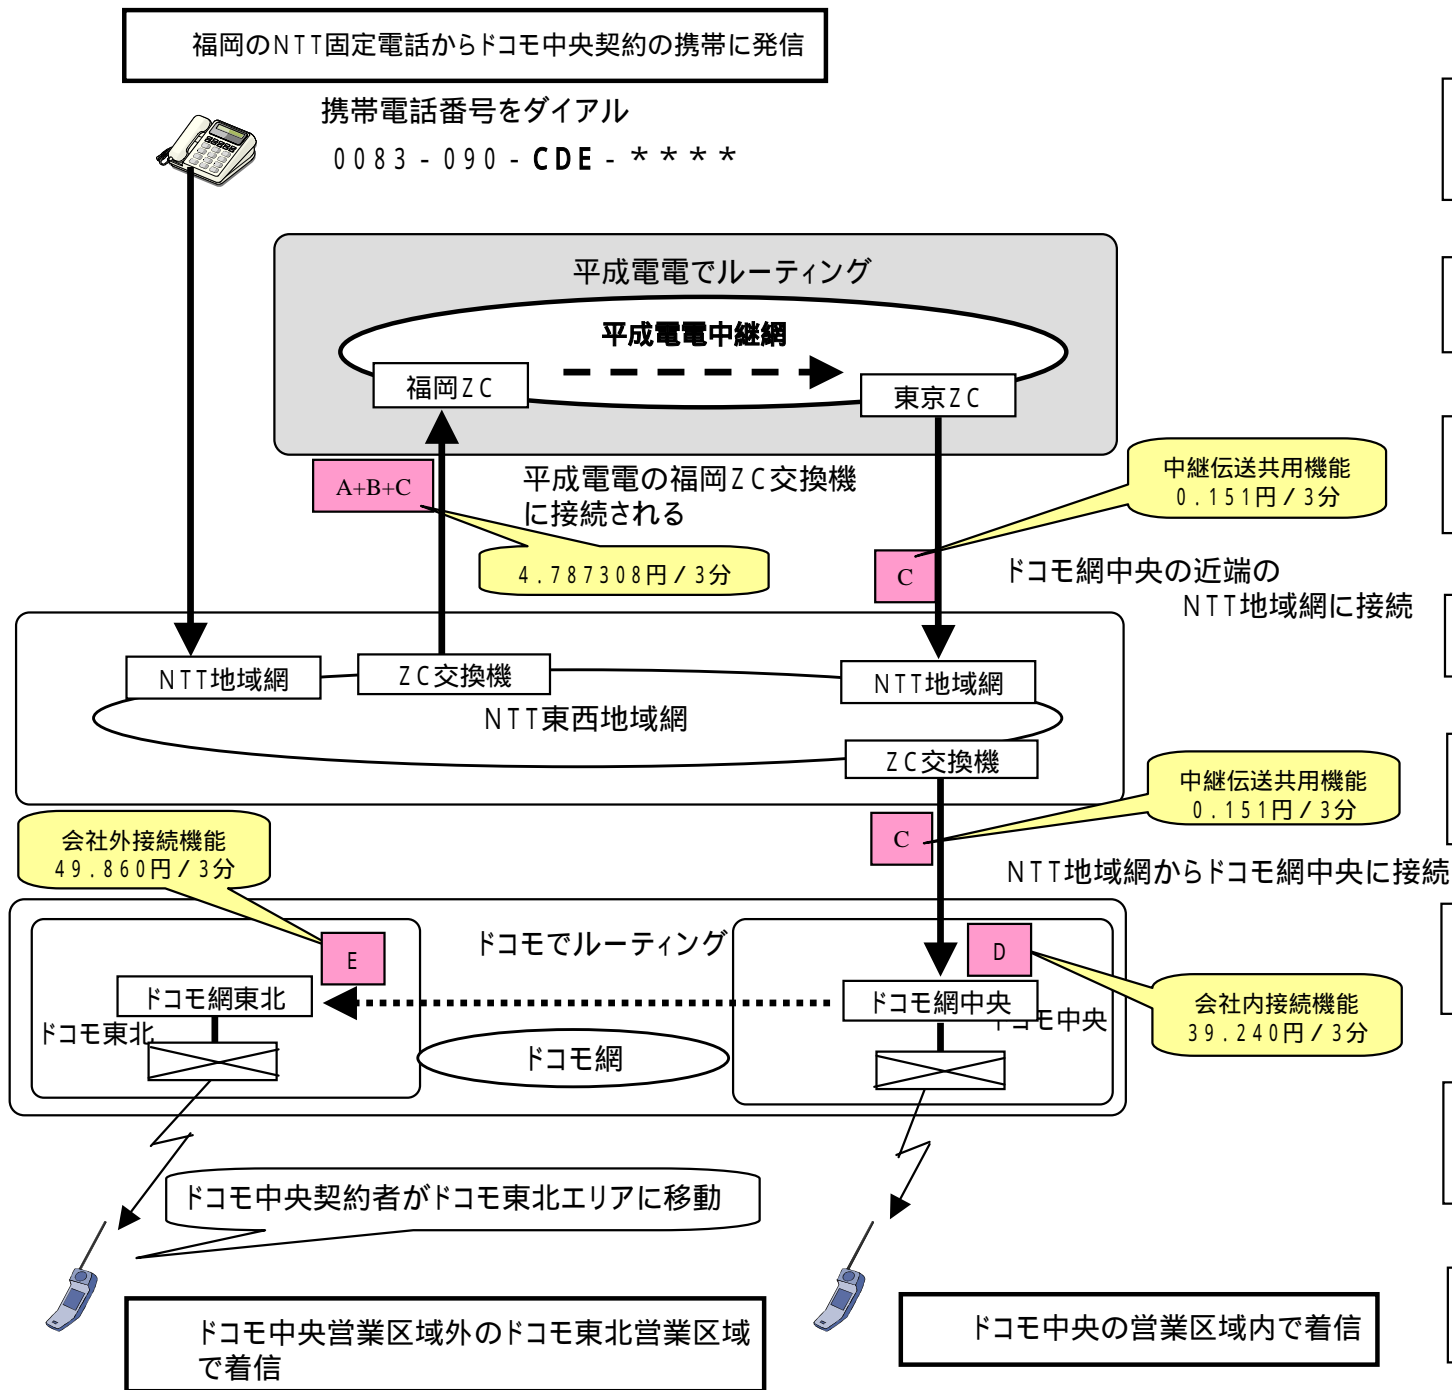 福岡のNTT固定電話からドコモ中央契約の携帯に発信
携帯電話番号をダイアル
0083-090-CDE-＊＊＊＊
平成電電でルーティング
平成電電中継網
福岡ZC
東京ZC
A+B+C
平成電電の福岡ZC交換機
に接続される
4.787308円/3分
中継伝送共用機能
0.151円/3分
C
ドコモ網中央の近端の
NTT地域網に接続
NTT地域網
ZC交換機
NTT地域網
NTT東西地域網
ZC交換機
中継伝送共用機能
0.151円/3分
C
NTT地域網からドコモ網中央に接続
会社外接続機能
49.860円/3分
E
ドコモでルーティング
D
ドコモ網東北
ドコモ東北
ドコモ網中央
ドコモ中央
会社内接続機能
39.240円/3分
ドコモ網
ドコモ中央契約者がドコモ東北エリアに移動
ドコモ中央営業区域外のドコモ東北営業区域
で着信
ドコモ中央の営業区域内で着信